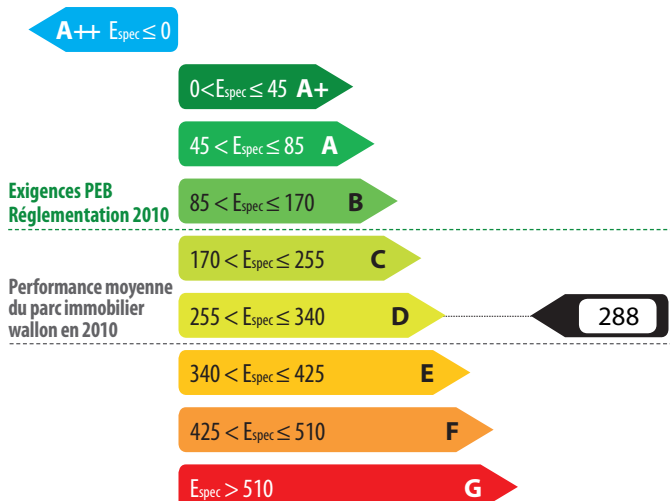 A++ Espec ≤ 0
0 < Espec ≤ 45 A+
45 < Espec ≤ 85 A
Exigences PEB
Réglementation 2010
85 < Espec ≤ 170 B
170 < Espec ≤ 255 C
Performance moyenne
du parc immobilier
wallon en 2010
255 < Espec ≤ 340 D
288
340 < Espec ≤ 425 E
425 < Espec ≤ 510 F
Espec > 510 G